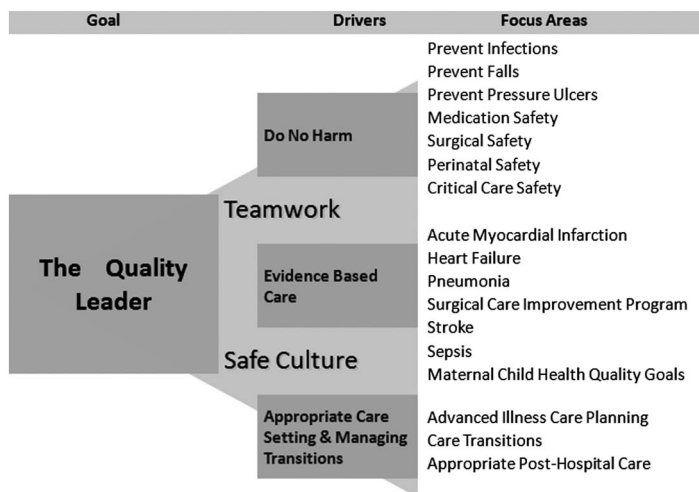 Goal
Drivers
Focus Areas
The Quality
Leader
Teamwork
Safe Culture
Do No Harm
Prevent Infections
Prevent Falls
Prevent Pressure Ulcers
Medication Safety
Surgical Safety
Perinatal Safety
Critical Care Safety
Evidence Based
Care
Acute Myocardial Infarction
Heart Failure
Pneumonia
Surgical Care Improvement Program
Stroke
Sepsis
Maternal Child Health Quality Goals
Appropriate Care
Setting & Managing
Transitions
Advanced Illness Care Planning
Care Transitions
Appropriate Post-Hospital Care